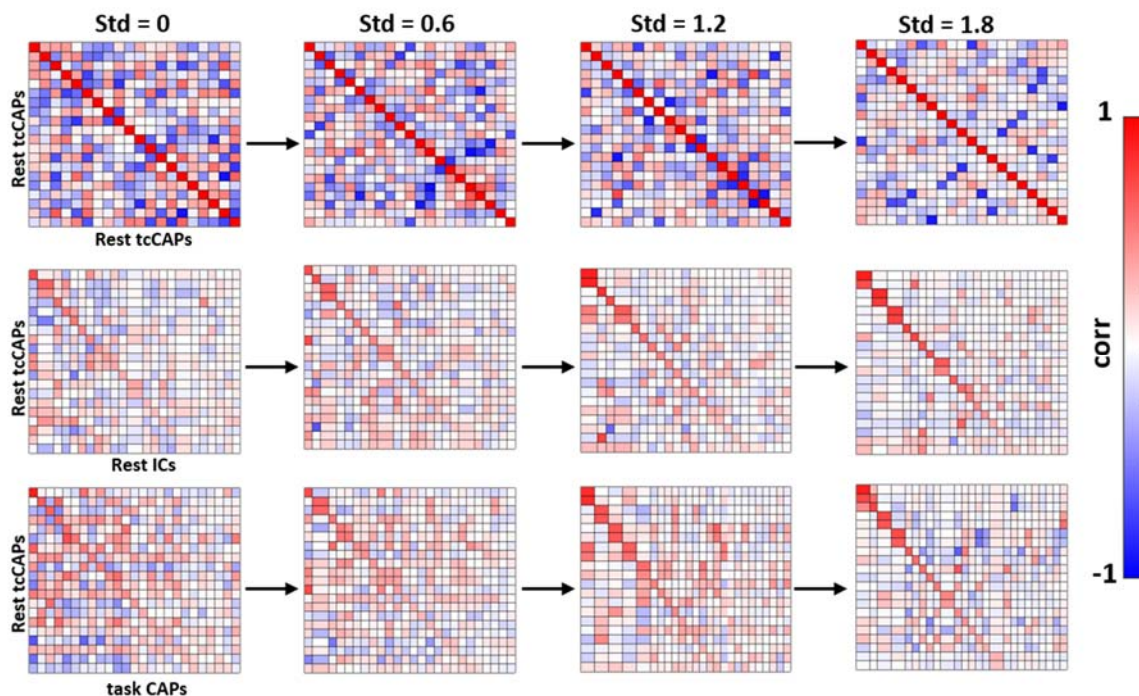 Std = 0 Std = 0.6 Std = 1.2 Std = 1.8
Rest tcCAPs
Rest tcCAPs
Rest tcCAPs
Rest ICs
Rest tcCAPs
task CAPs
1
corr
-1